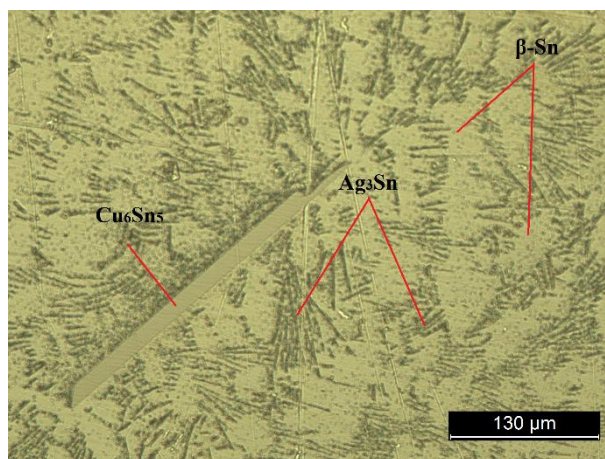 β-Sn
Ag₃Sn
Cu₆Sn₅
130 µm